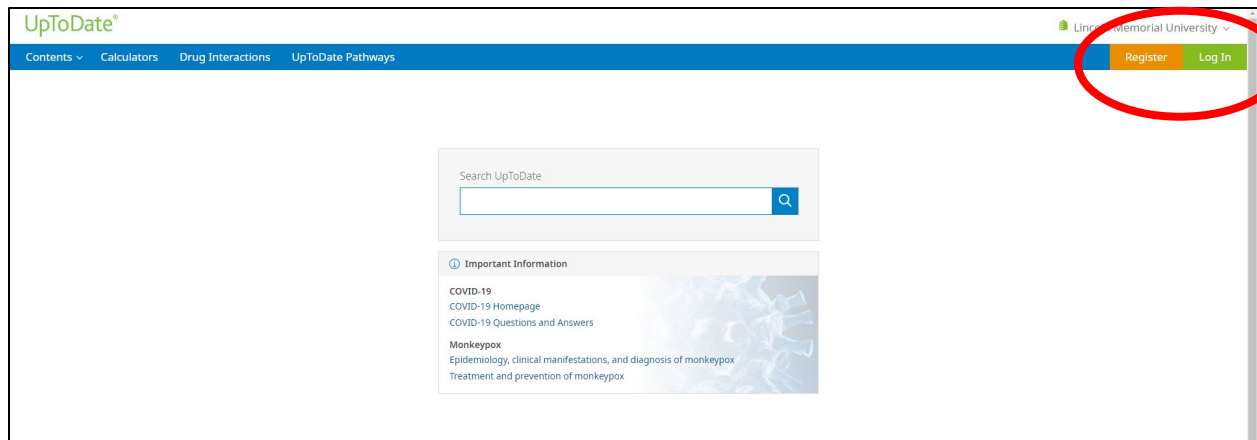 UpToDate®
Lincoln Memorial University
Contents Calculators Drug Interactions UpToDate Pathways
Register Log In
Search UpToDate
Important Information
COVID-19
COVID-19 Homepage
COVID-19 Questions and Answers
Monkeypox
Epidemiology, clinical manifestations, and diagnosis of monkeypox
Treatment and prevention of monkeypox